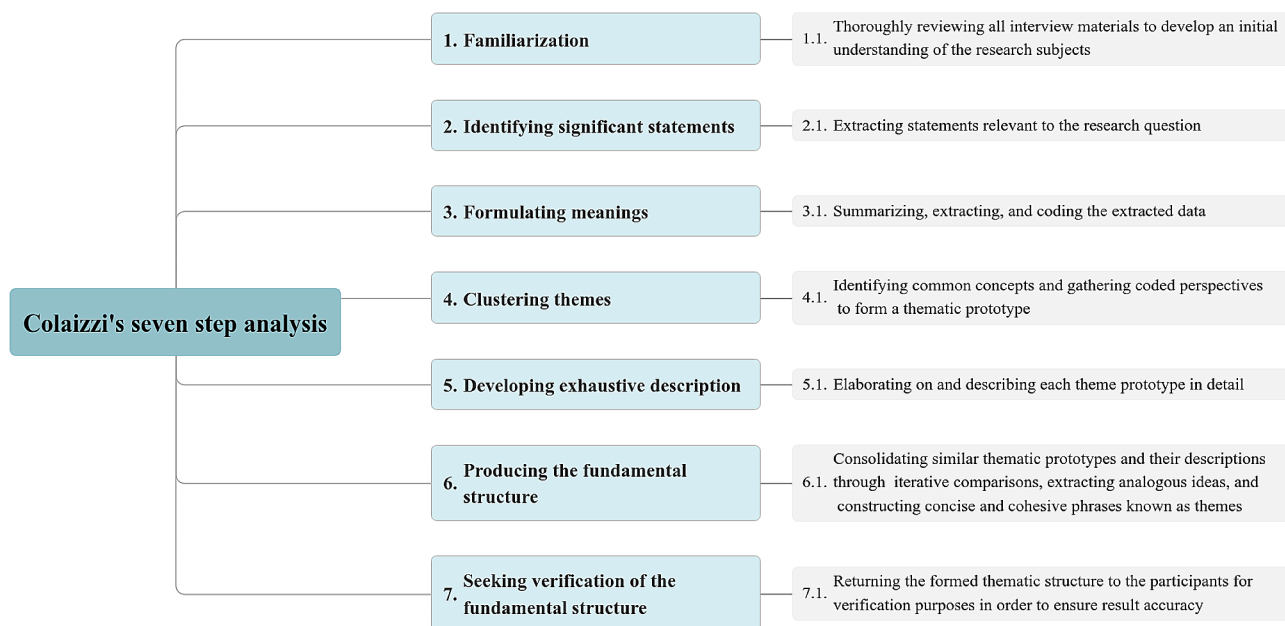 Colaizzi's seven step analysis
1. Familiarization
1.1. Thoroughly reviewing all interview materials to develop an initial
understanding of the research subjects
2. Identifying significant statements
2.1. Extracting statements relevant to the research question
3. Formulating meanings
3.1. Summarizing, extracting, and coding the extracted data
4. Clustering themes
4.1. Identifying common concepts and gathering coded perspectives
to form a thematic prototype
5. Developing exhaustive description
5.1. Elaborating on and describing each theme prototype in detail
6. Producing the fundamental
structure
6.1. Consolidating similar thematic prototypes and their descriptions
through iterative comparisons, extracting analogous ideas, and
constructing concise and cohesive phrases known as themes
7. Seeking verification of the
fundamental structure
7.1. Returning the formed thematic structure to the participants for
verification purposes in order to ensure result accuracy